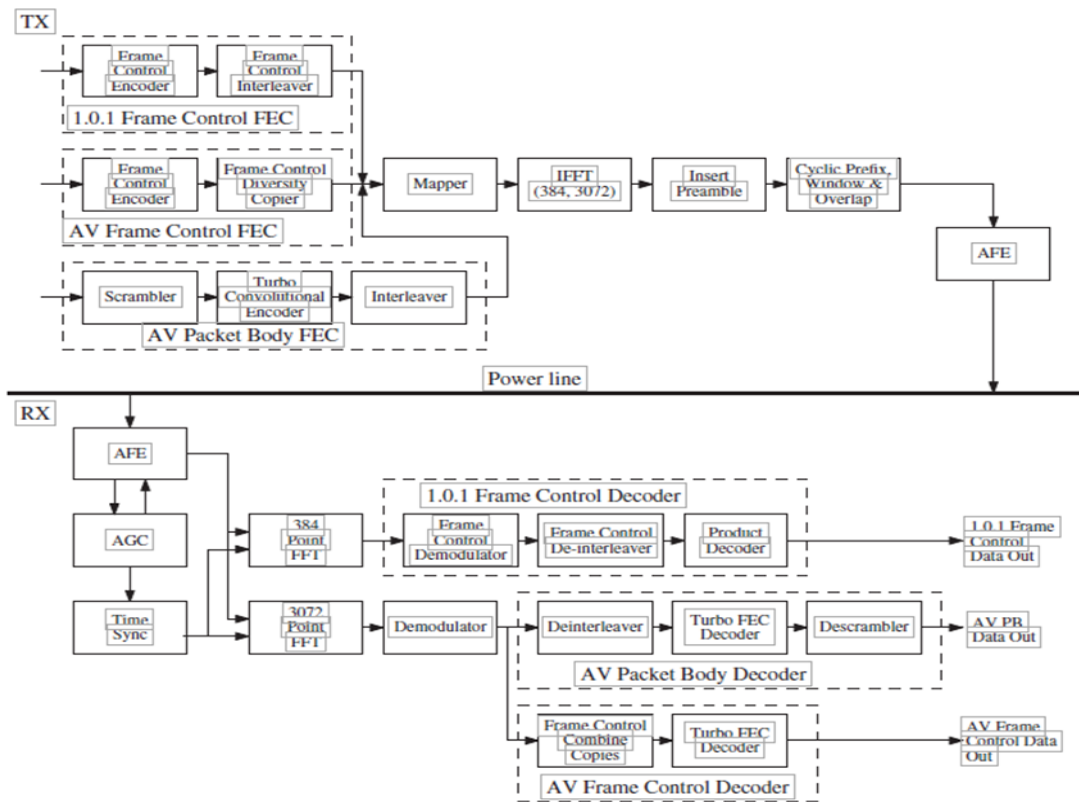 TX
Frame
Control
Encoder
Frame
Control
Interleaver
1.0.1 Frame Control FEC
Frame
Control
Encoder
Frame Control
Diversity
Copier
AV Frame Control FEC
Mapper
IFFT
(384, 3072)
Insert
Preamble
Cyclic Prefix,
Window &
Overlap
AFE
Scrambler
Turbo
Convolutional
Encoder
Interleaver
AV Packet Body FEC
Power line
RX
AFE
AGC
Time
Sync
384
Point
FFT
3072
Point
FFT
1.0.1 Frame Control Decoder
Frame
Control
Demodulator
Frame Control
De-interleaver
Product
Decoder
1.0.1 Frame
Control
Data Out
Demodulator
Deinterleaver
Turbo FEC
Decoder
Descrambler
AV Packet Body Decoder
AV PB
Data Out
Frame Control
Combine
Copies
Turbo FEC
Decoder
AV Frame Control Decoder
AV Frame
Control Data
Out